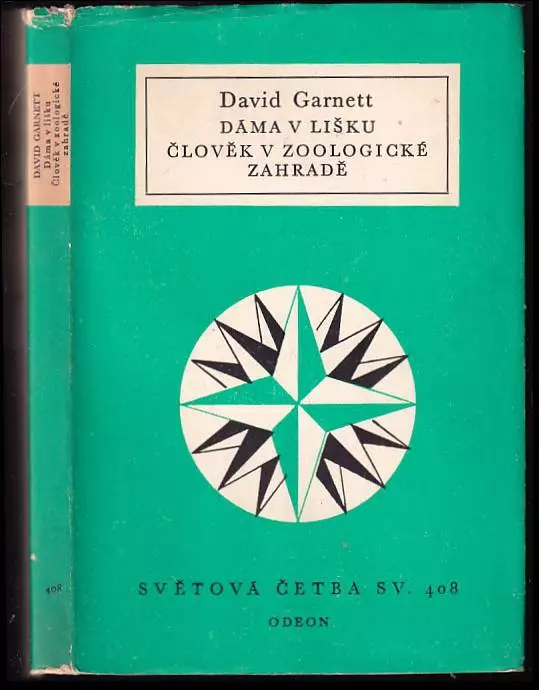 DAVID GARNETT
Dáma v lišku
Člověk v zoologické
zahradě
408
David Garnett
DÁMA V LIŠKU
ČLOVĚK V ZOOLOGICKÉ
ZAHRADĚ
SVĚTOVÁ ČETBA SV. 408
ODEON